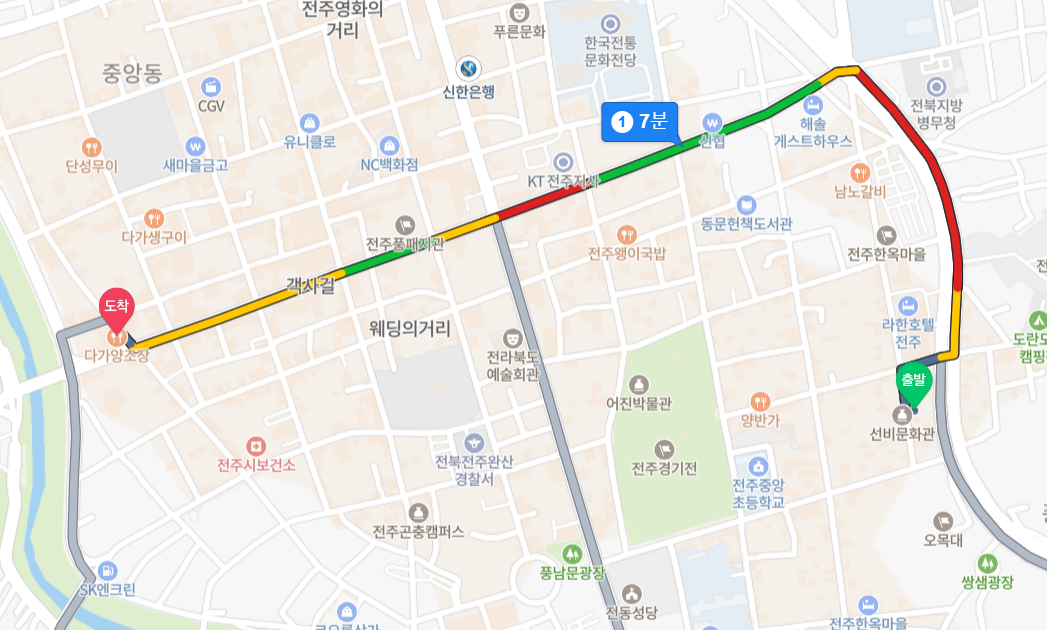 전주영화의
거리
푸른문화
한국전통
문화전당
중앙동
신한은행
CGV
전북지방
병무청
1 7분
신협
해솔
게스트하우스
유니클로
단성무이
새마을금고
NC백화점
KT 전주지사
남노갈비
동문헌책도서관
다가생구이
전주풍패지관
전주왱이국밥
전주한옥마을
객사길
도착
다가양조장
웨딩의거리
라한호텔
전주
전라북도
예술회관
출발
캠핑
어진박물관
양반가
선비문화관
전주시보건소
전북전주완산
경찰서
전주경기전
전주중앙
초등학교
전주곤충캠퍼스
오목대
풍남문광장
쌍샘광장
SK엔크린
전동성당
전주한옥마을